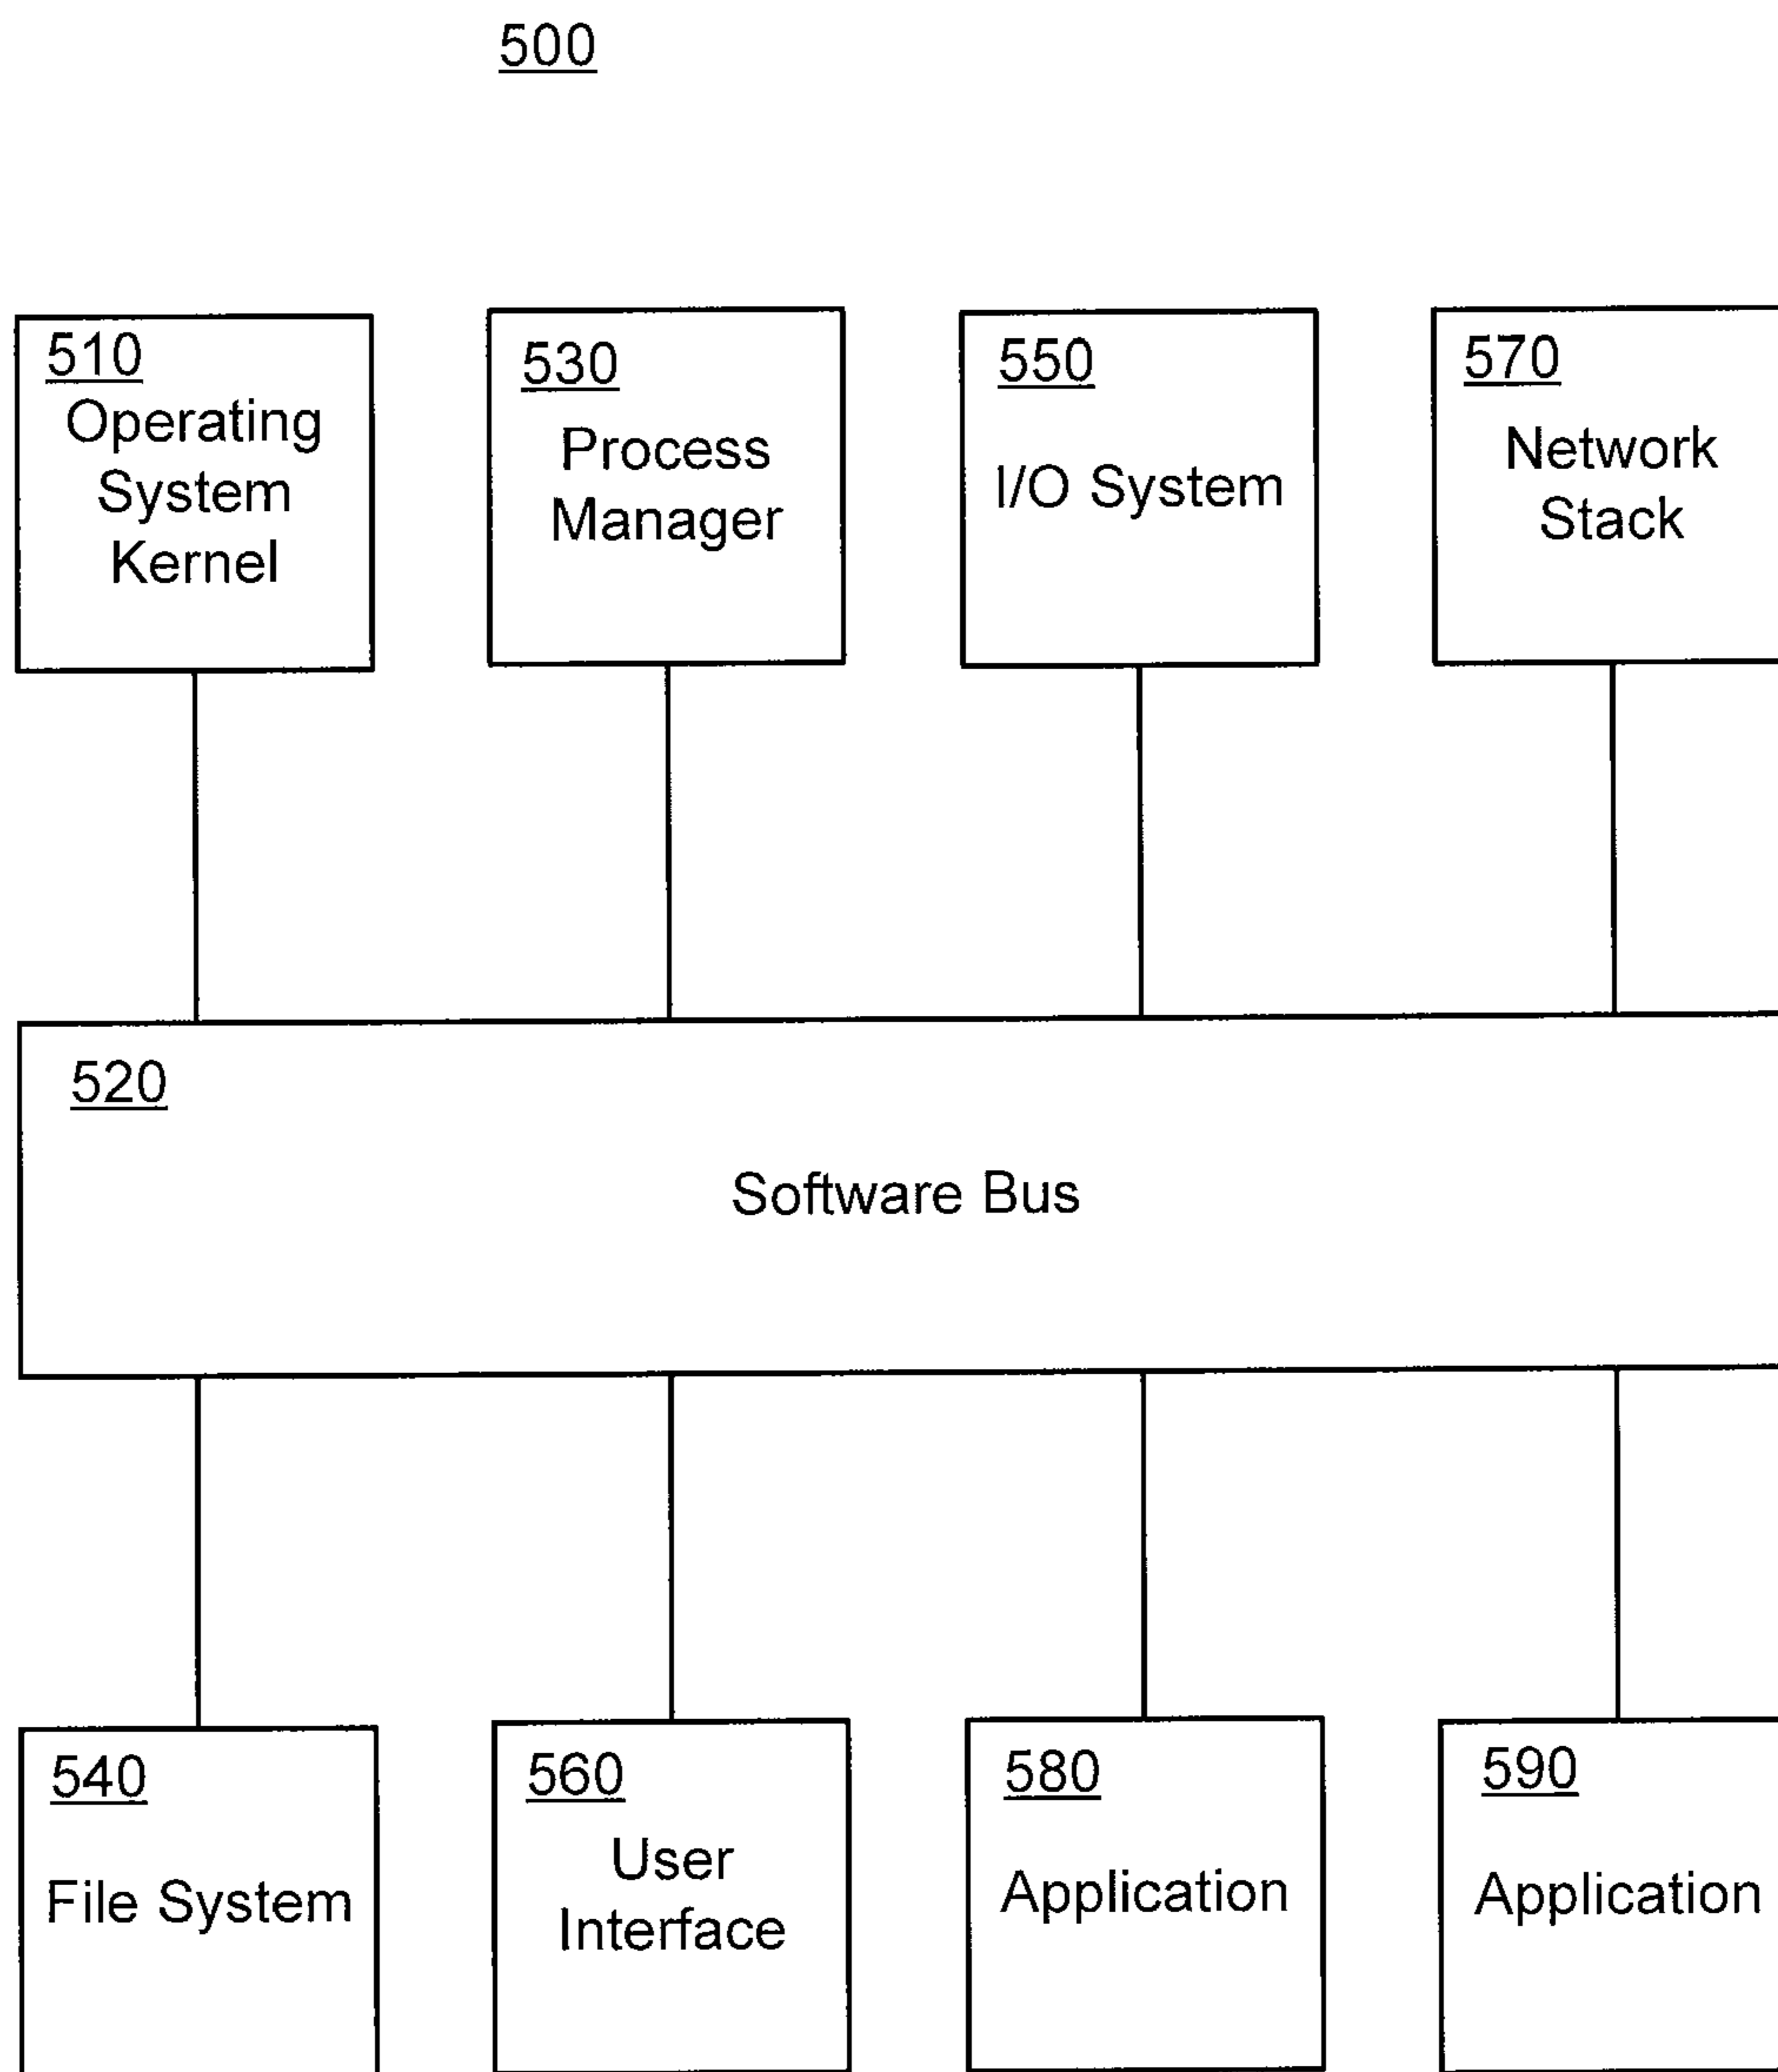 500
510
Operating
System
Kernel
530
Process
Manager
550
I/O System
570
Network
Stack
520
Software Bus
540
File System
560
User
Interface
580
Application
590
Application